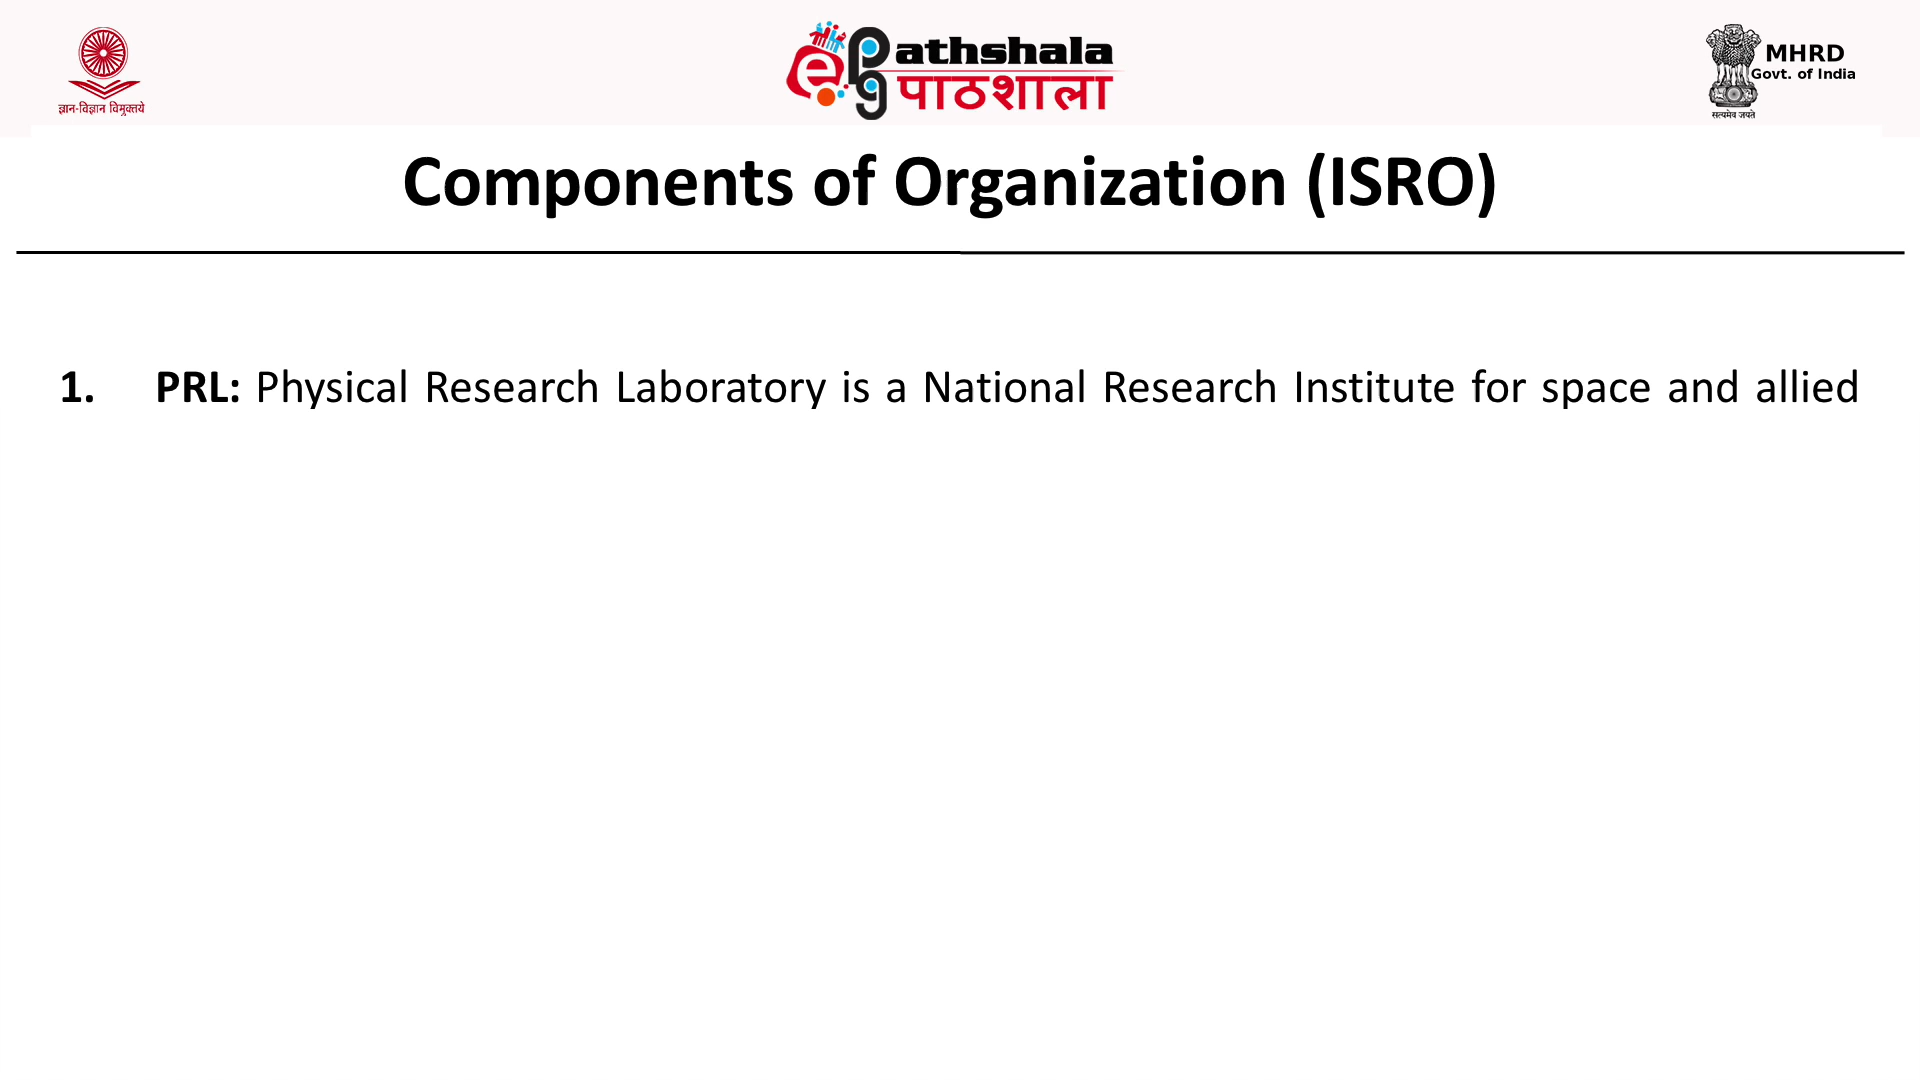 ज्ञान-विज्ञान विमुक्तये
ePGathshala
पाठशाला
MHRD
Govt. of India
सत्यमेव जयते
Components of Organization (ISRO)
1. PRL: Physical Research Laboratory is a National Research Institute for space and allied